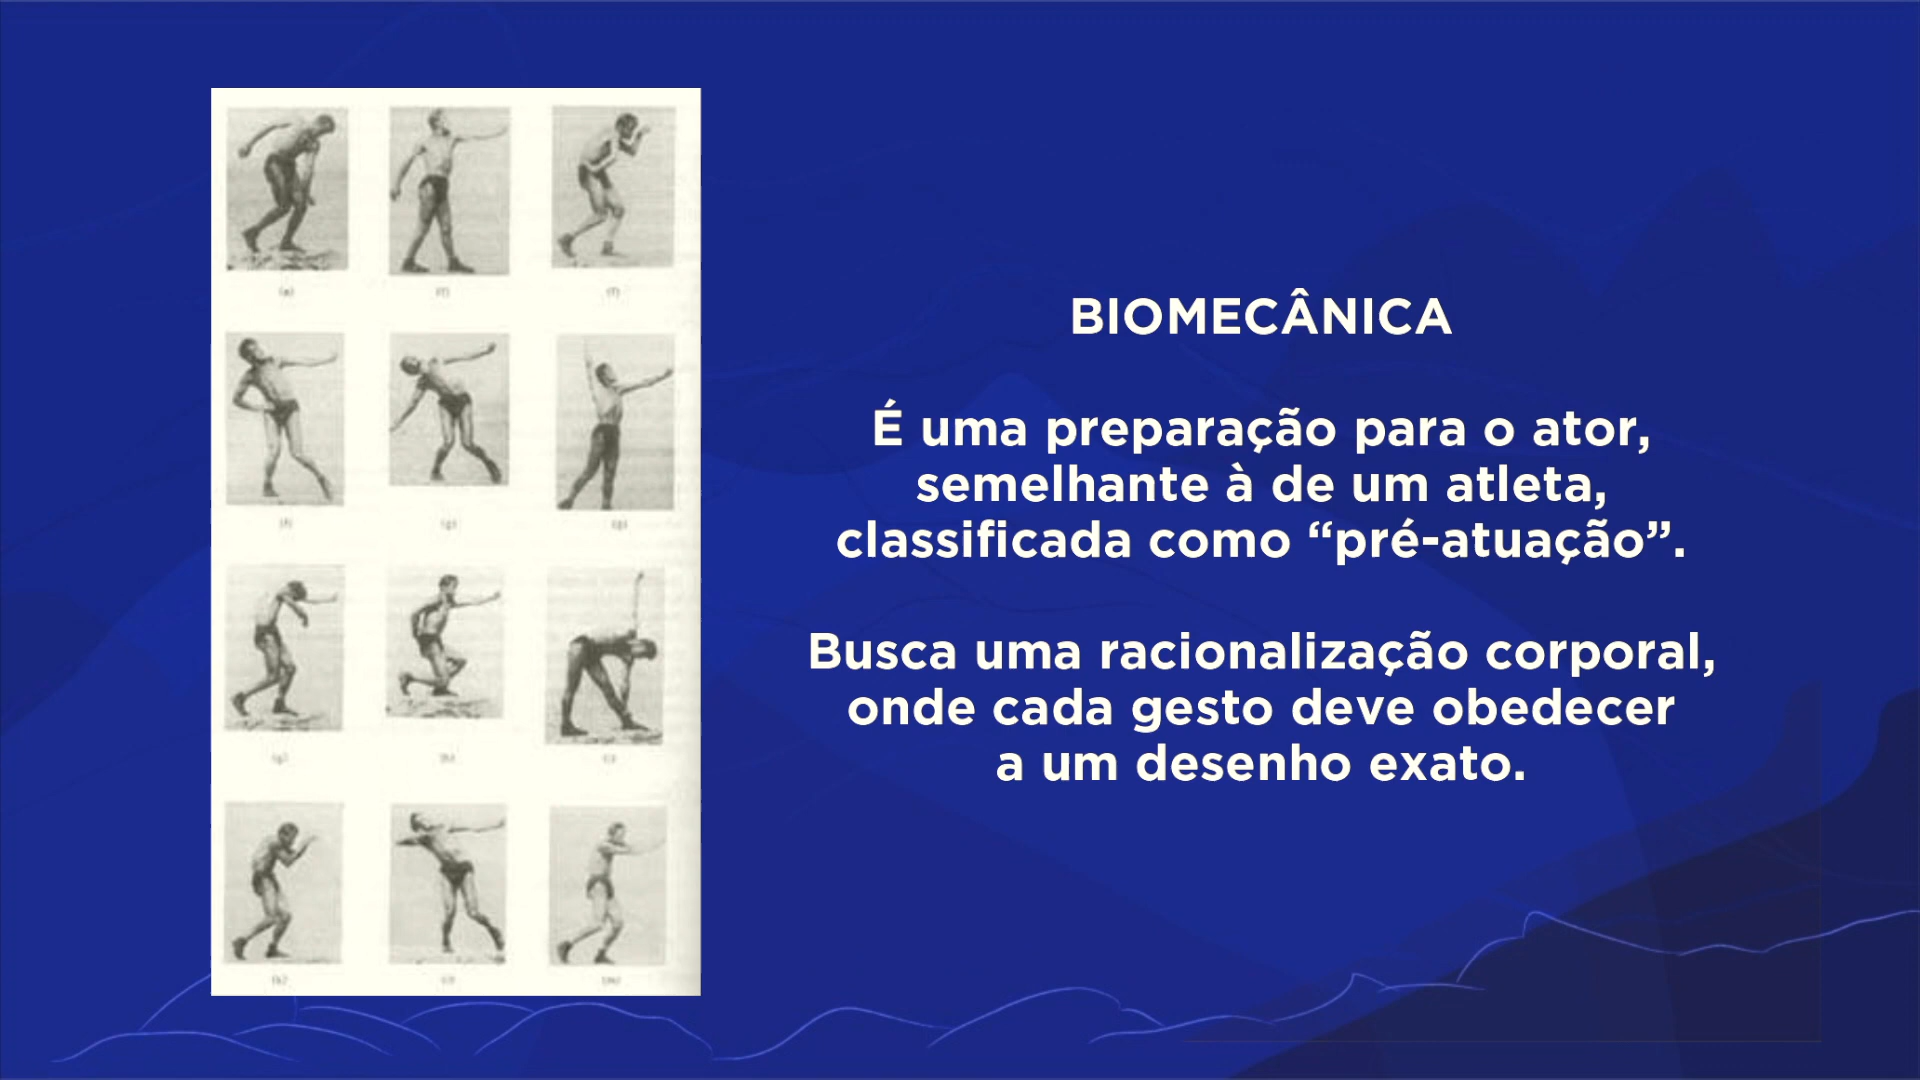 BIOMECÂNICA
É uma preparação para o ator,
semelhante à de um atleta,
classificada como “pré-atuação”.
Busca uma racionalização corporal,
onde cada gesto deve obedecer
a um desenho exato.